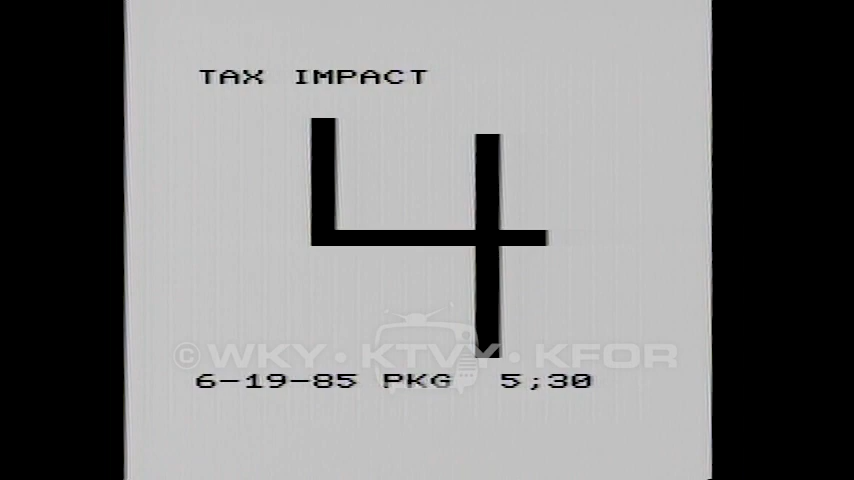 TAX IMPACT
4
©WKY • KTVY • KFOR
6-19-85 PKG 5;30